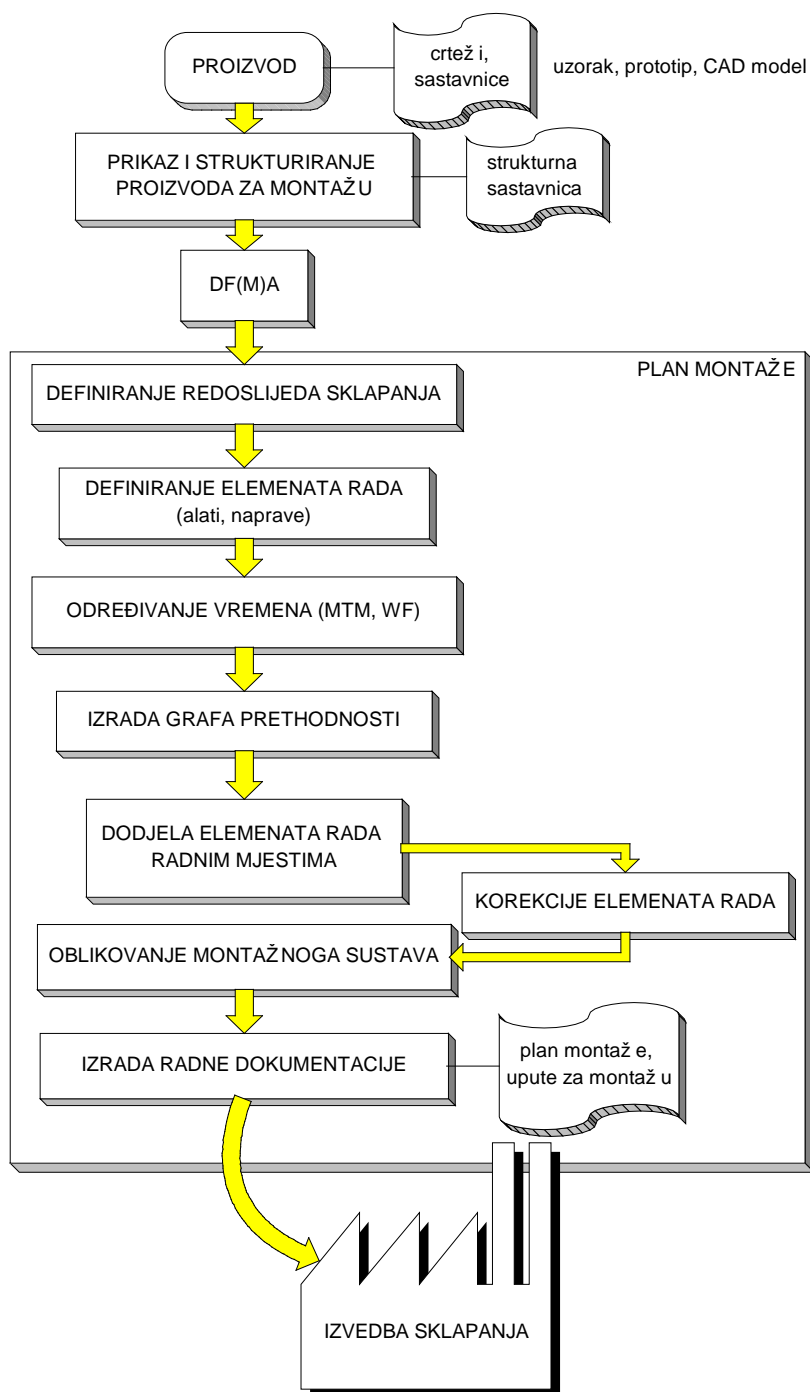 PROIZVOD
crtež i,
sastavnice
uzorak, prototip, CAD model
PRIKAZ I STRUKTURIRANJE
PROIZVODA ZA MONTAŽU
strukturna
sastavnica
DF(M)A
PLAN MONTAŽE
DEFINIRANJE REDOSLIJEDA SKLAPANJA
DEFINIRANJE ELEMENATA RADA
(alati, naprave)
ODREĐIVANJE VREMENA (MTM, WF)
IZRADA GRAFA PRETHODNOSTI
DODJELA ELEMENATA RADA
RADNIM MJESTIMA
KOREKCIJE ELEMENATA RADA
OBLIKOVANJE MONTAŽNOGA SUSTAVA
IZRADA RADNE DOKUMENTACIJE
plan montaž e,
upute za montaž u
IZVEDBA SKLAPANJA